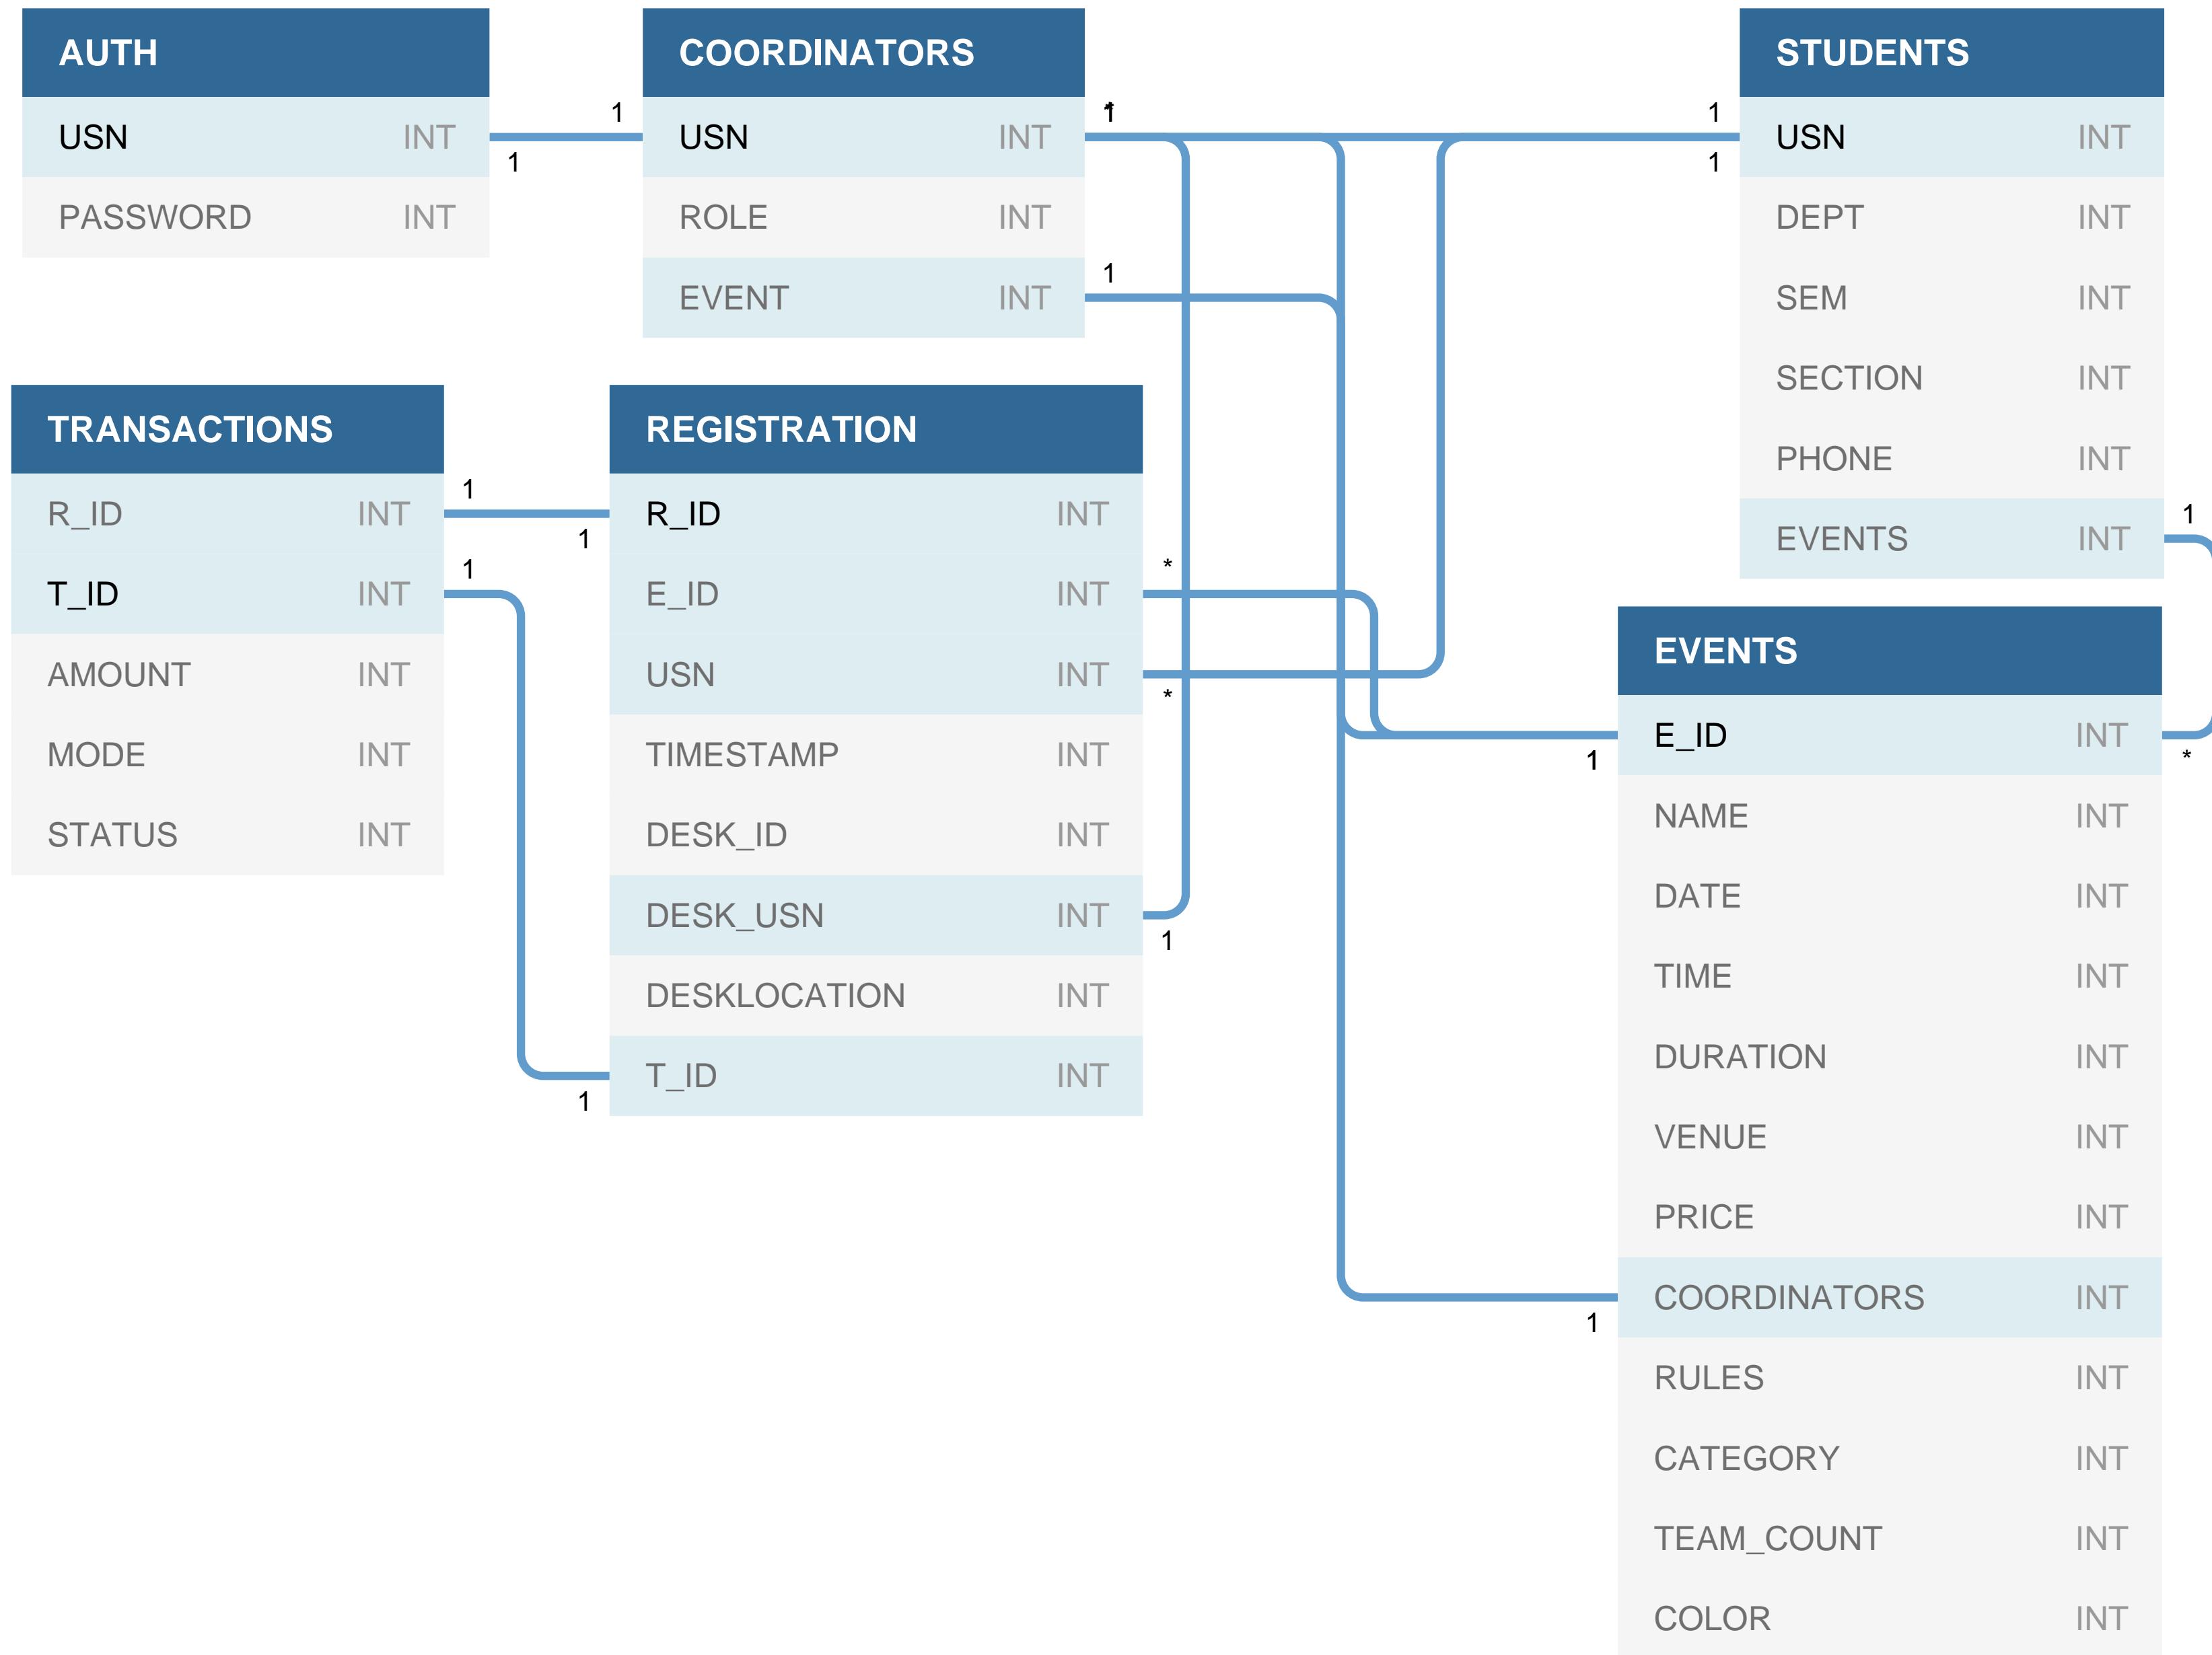 AUTH
USN INT
PASSWORD INT
COORDINATORS
USN INT
ROLE INT
EVENT INT
STUDENTS
USN INT
DEPT INT
SEM INT
SECTION INT
PHONE INT
EVENTS INT
TRANSACTIONS
R_ID INT
T_ID INT
AMOUNT INT
MODE INT
STATUS INT
REGISTRATION
R_ID INT
E_ID INT
USN INT
TIMESTAMP INT
DESK_ID INT
DESK_USN INT
DESKLOCATION INT
T_ID INT
EVENTS
E_ID INT
NAME INT
DATE INT
TIME INT
DURATION INT
VENUE INT
PRICE INT
COORDINATORS INT
RULES INT
CATEGORY INT
TEAM_COUNT INT
COLOR INT
1
1
1
1
1
1
1
1
1
1
*
*
1
1
1
*
1
1